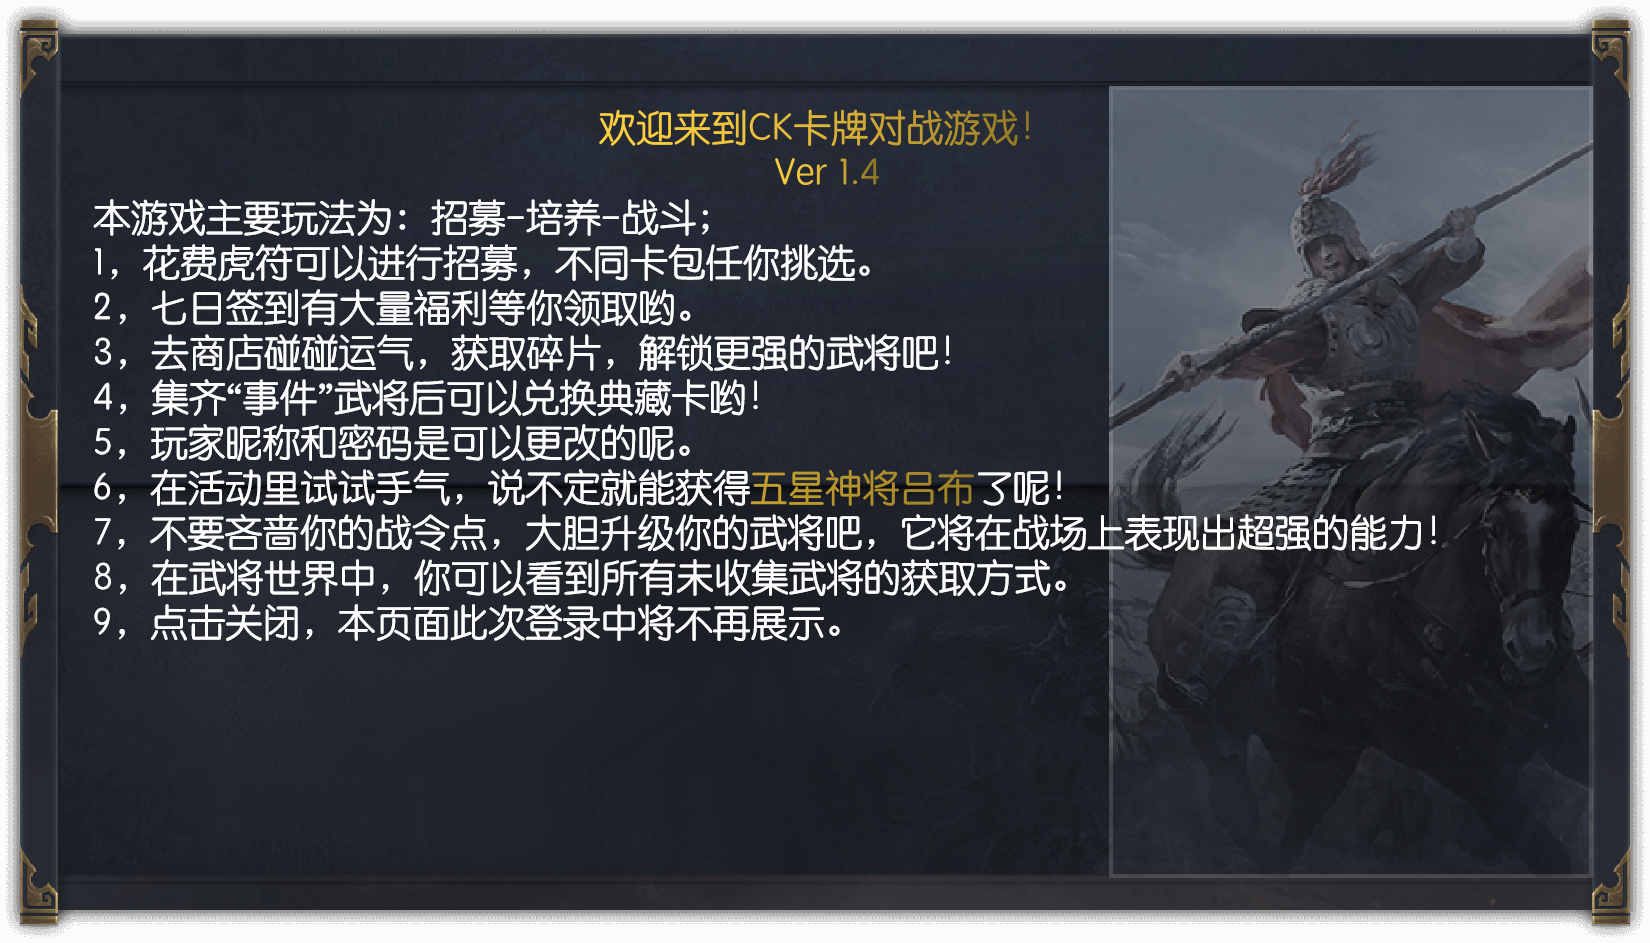 欢迎来到CK卡牌对战游戏！
Ver 1.4
本游戏主要玩法为：招募-培养-战斗；
1，花费虎符可以进行招募，不同卡包任你挑选。
2，七日签到有大量福利等你领取哟。
3，去商店碰碰运气，获取碎片，解锁更强的武将吧！
4，集齐“事件”武将后可以兑换典藏卡哟！
5，玩家昵称和密码是可以更改的呢。
6，在活动里试试手气，说不定就能获得五星神将吕布了呢！
7，不要吝啬你的战令点，大胆升级你的武将吧，它将在战场上表现出超强的能力！
8，在武将世界中，你可以看到所有未收集武将的获取方式。
9，点击关闭，本页面此次登录中将不再展示。